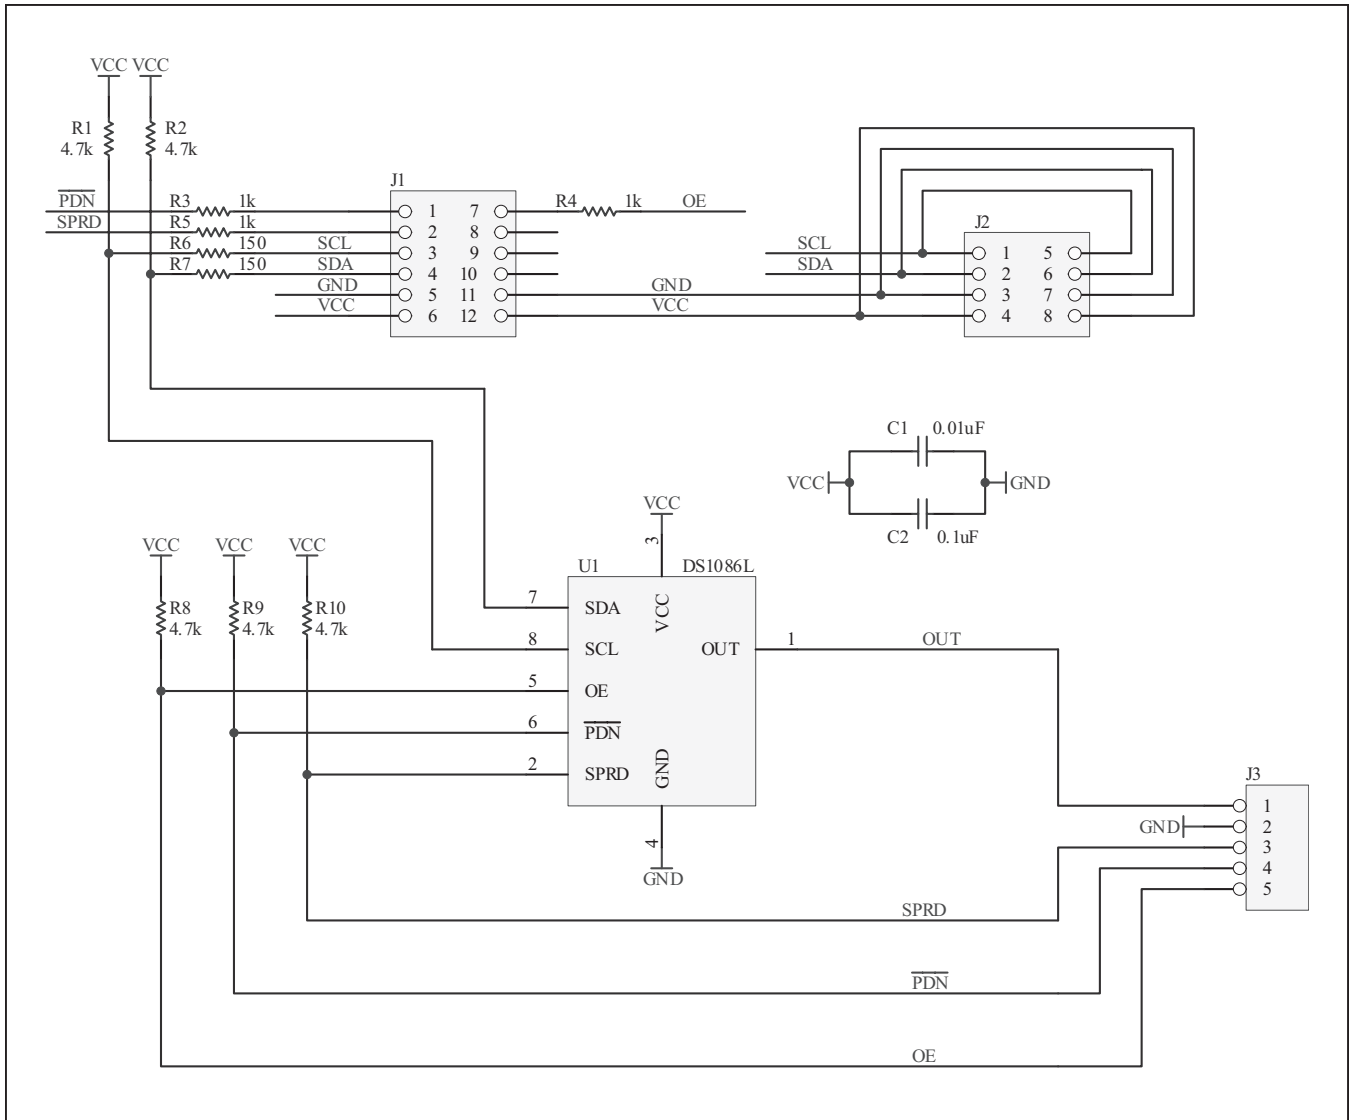 VCC VCC
R1 R2
4.7k 4.7k
J1
PDN R3 1k 1 7 R4 1k OE
SPRD R5 1k 2 8 J2
R6 150 SCL 3 9 SCL 1 5
R7 150 SDA 4 10 SDA 2 6
GND 5 11 GND 3 7
VCC 6 12 VCC 4 8
C1 0.01uF
VCC GND
C2 0.1uF
VCC
VCC VCC VCC 3
U1 DS1086L
R8 R9 R10 7 SDA VCC
4.7k 4.7k 4.7k
8 SCL OUT 1 OUT
5 OE
6 PDN
2 SPRD GND
J3
1
GND 2
4 3
GND 4
5
SPRD
PDN
OE